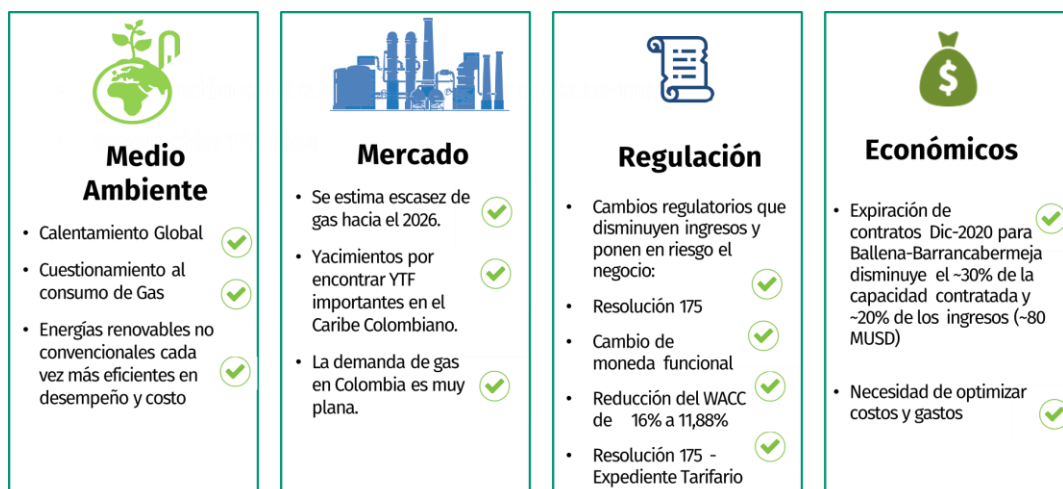 Medio
Ambiente
• Calentamiento Global
• Cuestionamiento al
consumo de Gas
• Energías renovables no
convencionales cada
vez más eficientes en
desempeño y costo
Mercado
• Se estima escasez de
gas hacia el 2026.
• Yacimientos por
encontrar YTF
importantes en el
Caribe Colombiano.
• La demanda de gas
en Colombia es muy
plana.
Regulación
• Cambios regulatorios que
disminuyen ingresos y
ponen en riesgo el
negocio:
• Resolución 175
• Cambio de
moneda funcional
• Reducción del WACC
de 16% a 11,88%
• Resolución 175 -
Expediente Tarifario
Económicos
• Expiración de
contratos Dic-2020 para
Ballena-Barrancabermeja
disminuye el ~30% de la
capacidad contratada y
~20% de los ingresos (~80
MUSD)
• Necesidad de optimizar
costos y gastos
$